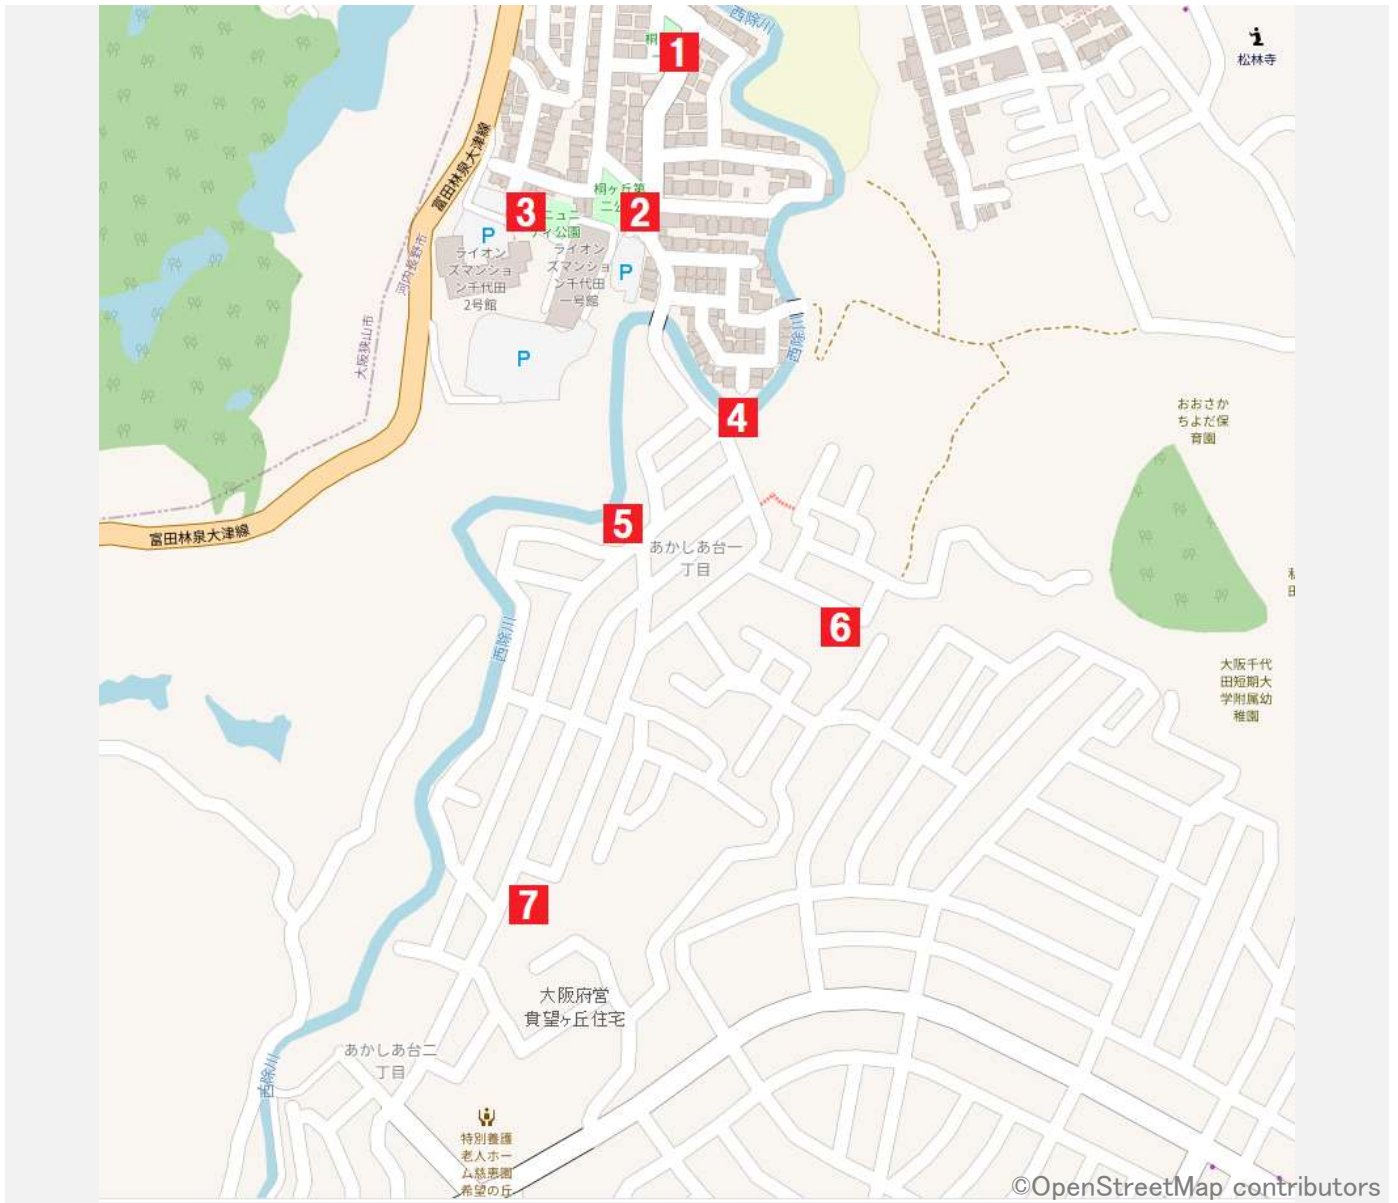 西除川
松林寺
桐
1
富田林泉大津線
桐ヶ丘第
二公
2
3
ニュニ
ティ公園
P
ライオン
ズマンショ
ン千代田
2号館
ライオン
ズマンショ
ン千代田
一号館
P
河内長野市
大阪狭山市
P
西除川
4
おおさか
ちよだ保
育園
富田林泉大津線
5
あかしあ台一
丁目
6
西除川
大阪千代
田短期大
学附属幼
稚園
7
大阪府営
貴望ヶ丘住宅
あかしあ台二
丁目
西除川
特別養護
老人ホー
ム慈恵園
希望の丘
©OpenStreetMap contributors